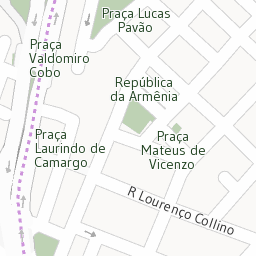 Praça Lucas
Pavão
Praça
Valdomiro
Cobo
República
da Armênia
Praça
Laurindo de
Camargo
Praça
Mateus de
Vicenzo
R Lourenço Collino